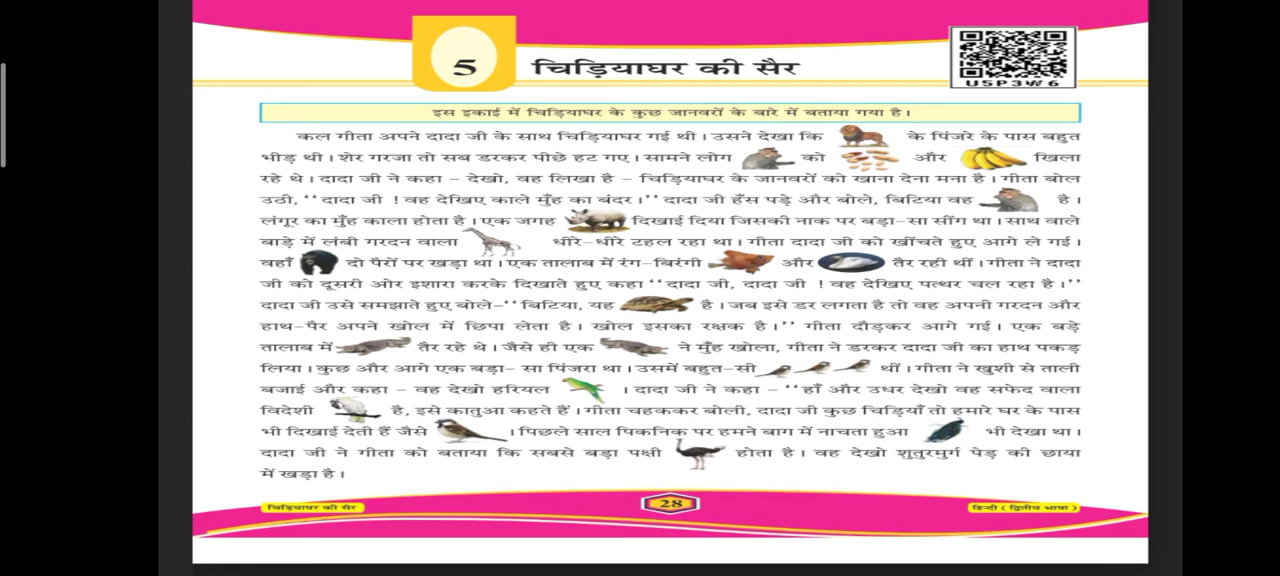 5
चिड़ियाघर की सैर
U5P3W6
इस इकाई में चिड़ियाघर के कुछ जानवरों के बारे में बताया गया है।
कल गीता अपने दादा जी के साथ चिड़ियाघर गई थी। उसने देखा कि के पिंजरे के पास बहुत
भीड़ थी। शेर गरजा तो सब डरकर पीछे हट गए। सामने लोग को और खिला
रहे थे। दादा जी ने कहा – देखो, वह लिखा है – चिड़ियाघर के जानवरों को खाना देना मना है। गीता बोल
उठी, ‘‘दादा जी ! वह देखिए काले मुँह का बंदर।’’ दादा जी हँस पड़े और बोले, बिटिया वह है।
लंगूर का मुँह काला होता है। एक जगह दिखाई दिया जिसकी नाक पर बड़ा–सा सींग था। साथ वाले
बाड़े में लंबी गरदन वाला धीरे–धीरे टहल रहा था। गीता दादा जी को खींचते हुए आगे ले गई।
वहाँ दो पैरों पर खड़ा था। एक तालाब में रंग–बिरंगी और तैर रही थीं। गीता ने दादा
जी को दूसरी ओर इशारा करके दिखाते हुए कहा ‘‘दादा जी, दादा जी ! वह देखिए पत्थर चल रहा है।’’
दादा जी उसे समझाते हुए बोले–‘‘बिटिया, यह है। जब इसे डर लगता है तो वह अपनी गरदन और
हाथ–पैर अपने खोल में छिपा लेता है। खोल इसका रक्षक है।’’ गीता दौड़कर आगे गई। एक बड़े
तालाब में तैर रहे थे। जैसे ही एक ने मुँह खोला, गीता ने डरकर दादा जी का हाथ पकड़
लिया। कुछ और आगे एक बड़ा– सा पिंजरा था। उसमें बहुत–सी थीं। गीता ने खुशी से ताली
बजाई और कहा – वह देखो हरियल । दादा जी ने कहा – ‘‘हाँ और उधर देखो वह सफेद वाला
विदेशी है, इसे कातुआ कहते हैं। गीता चहककर बोली, दादा जी कुछ चिड़ियाँ तो हमारे घर के पास
भी दिखाई देती हैं जैसे । पिछले साल पिकनिक पर हमने बाग में नाचता हुआ भी देखा था।
दादा जी ने गीता को बताया कि सबसे बड़ा पक्षी होता है। वह देखो शुतुरमुर्ग पेड़ की छाया
में खड़ा है।
चिड़ियाघर की सैर
28
हिन्दी ( द्वितीय भाषा )